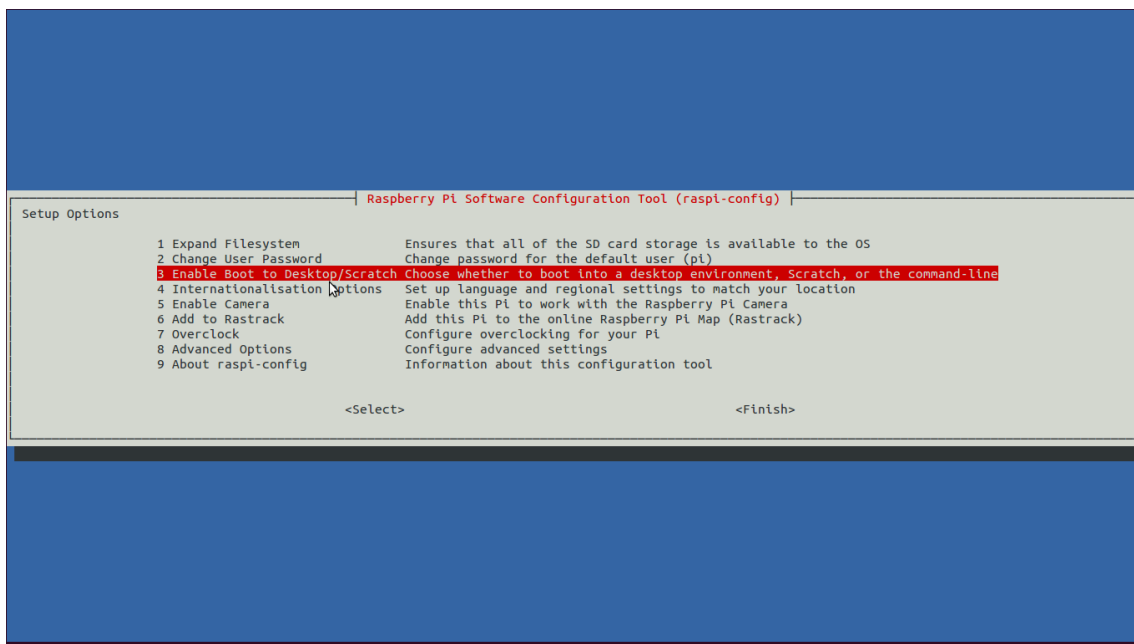 Raspberry Pi Software Configuration Tool (raspi-config)
Setup Options
1 Expand Filesystem Ensures that all of the SD card storage is available to the OS
2 Change User Password Change password for the default user (pi)
3 Enable Boot to Desktop/Scratch Choose whether to boot into a desktop environment, Scratch, or the command-line
4 Internationalisation Options Set up language and regional settings to match your location
5 Enable Camera Enable this Pi to work with the Raspberry Pi Camera
6 Add to Rastrack Add this Pi to the online Raspberry Pi Map (Rastrack)
7 Overclock Configure overclocking for your Pi
8 Advanced Options Configure advanced settings
9 About raspi-config Information about this configuration tool
<Select> <Finish>